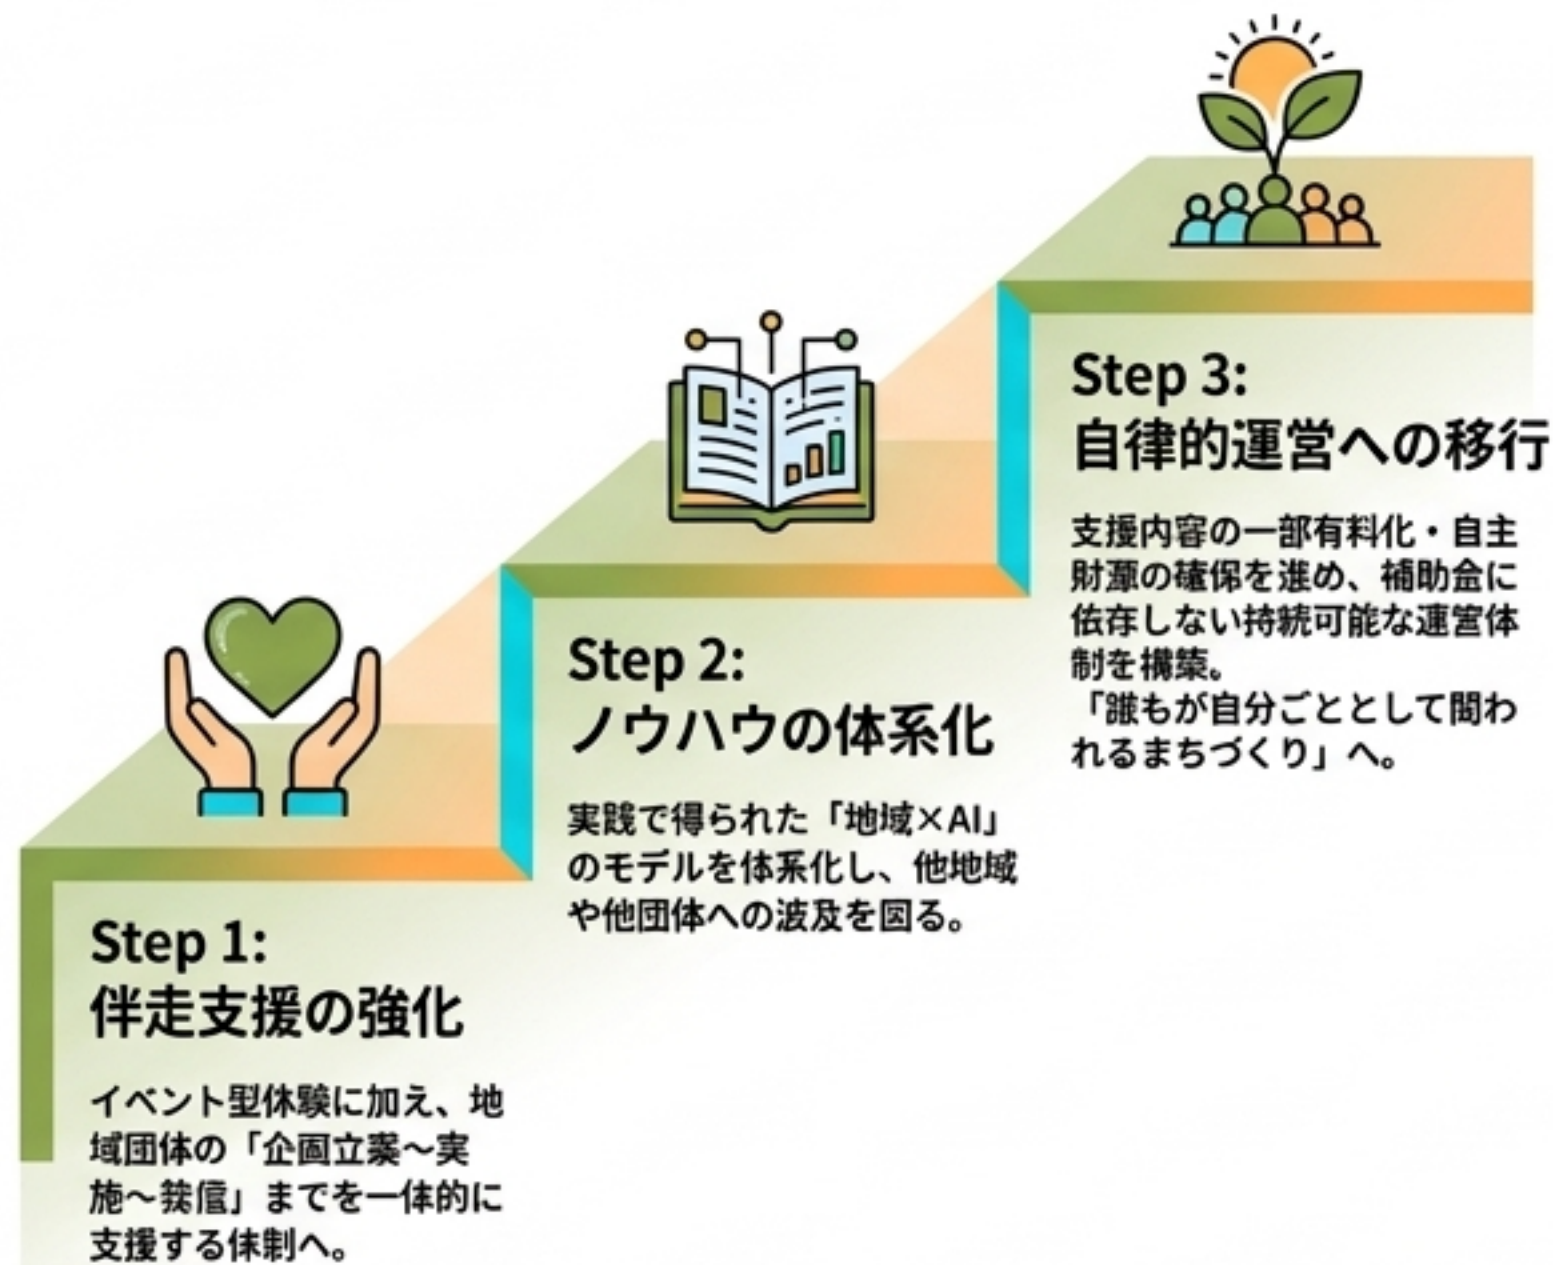 Step 1:
伴走支援の強化
イベント型体験に加え、地
域団体の「企画立案～実
施～発信」までを一体的に
支援する体制へ。
Step 2:
ノウハウの体系化
実践で得られた「地域×AI」
のモデルを体系化し、他地域
や他団体への波及を図る。
Step 3:
自律的運営への移行
支援内容の一部有料化・自主
財源の確保を進め、補助金に
依存しない持続可能な運営体
制を構築。
「誰もが自分ごととして関わ
れるまちづくり」へ。